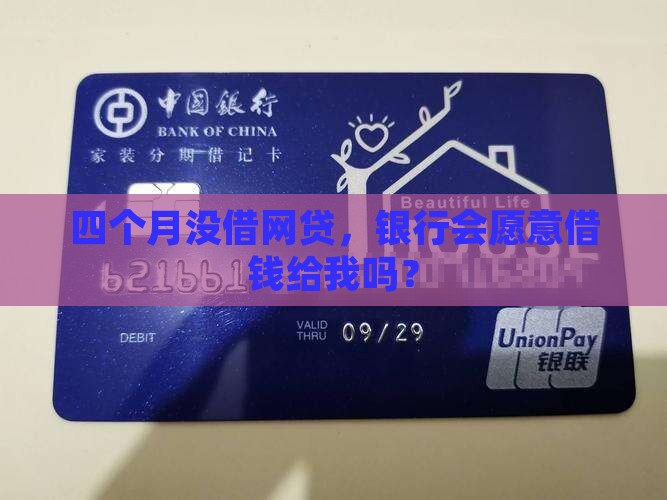 中国银行
BANK OF CHINA
家装分期借记卡
Beautiful Life
四个月没借网贷，银行会愿意借
钱给我吗？
621661
DEBIT
VALID
THRU
09/29
UnionPay
银联